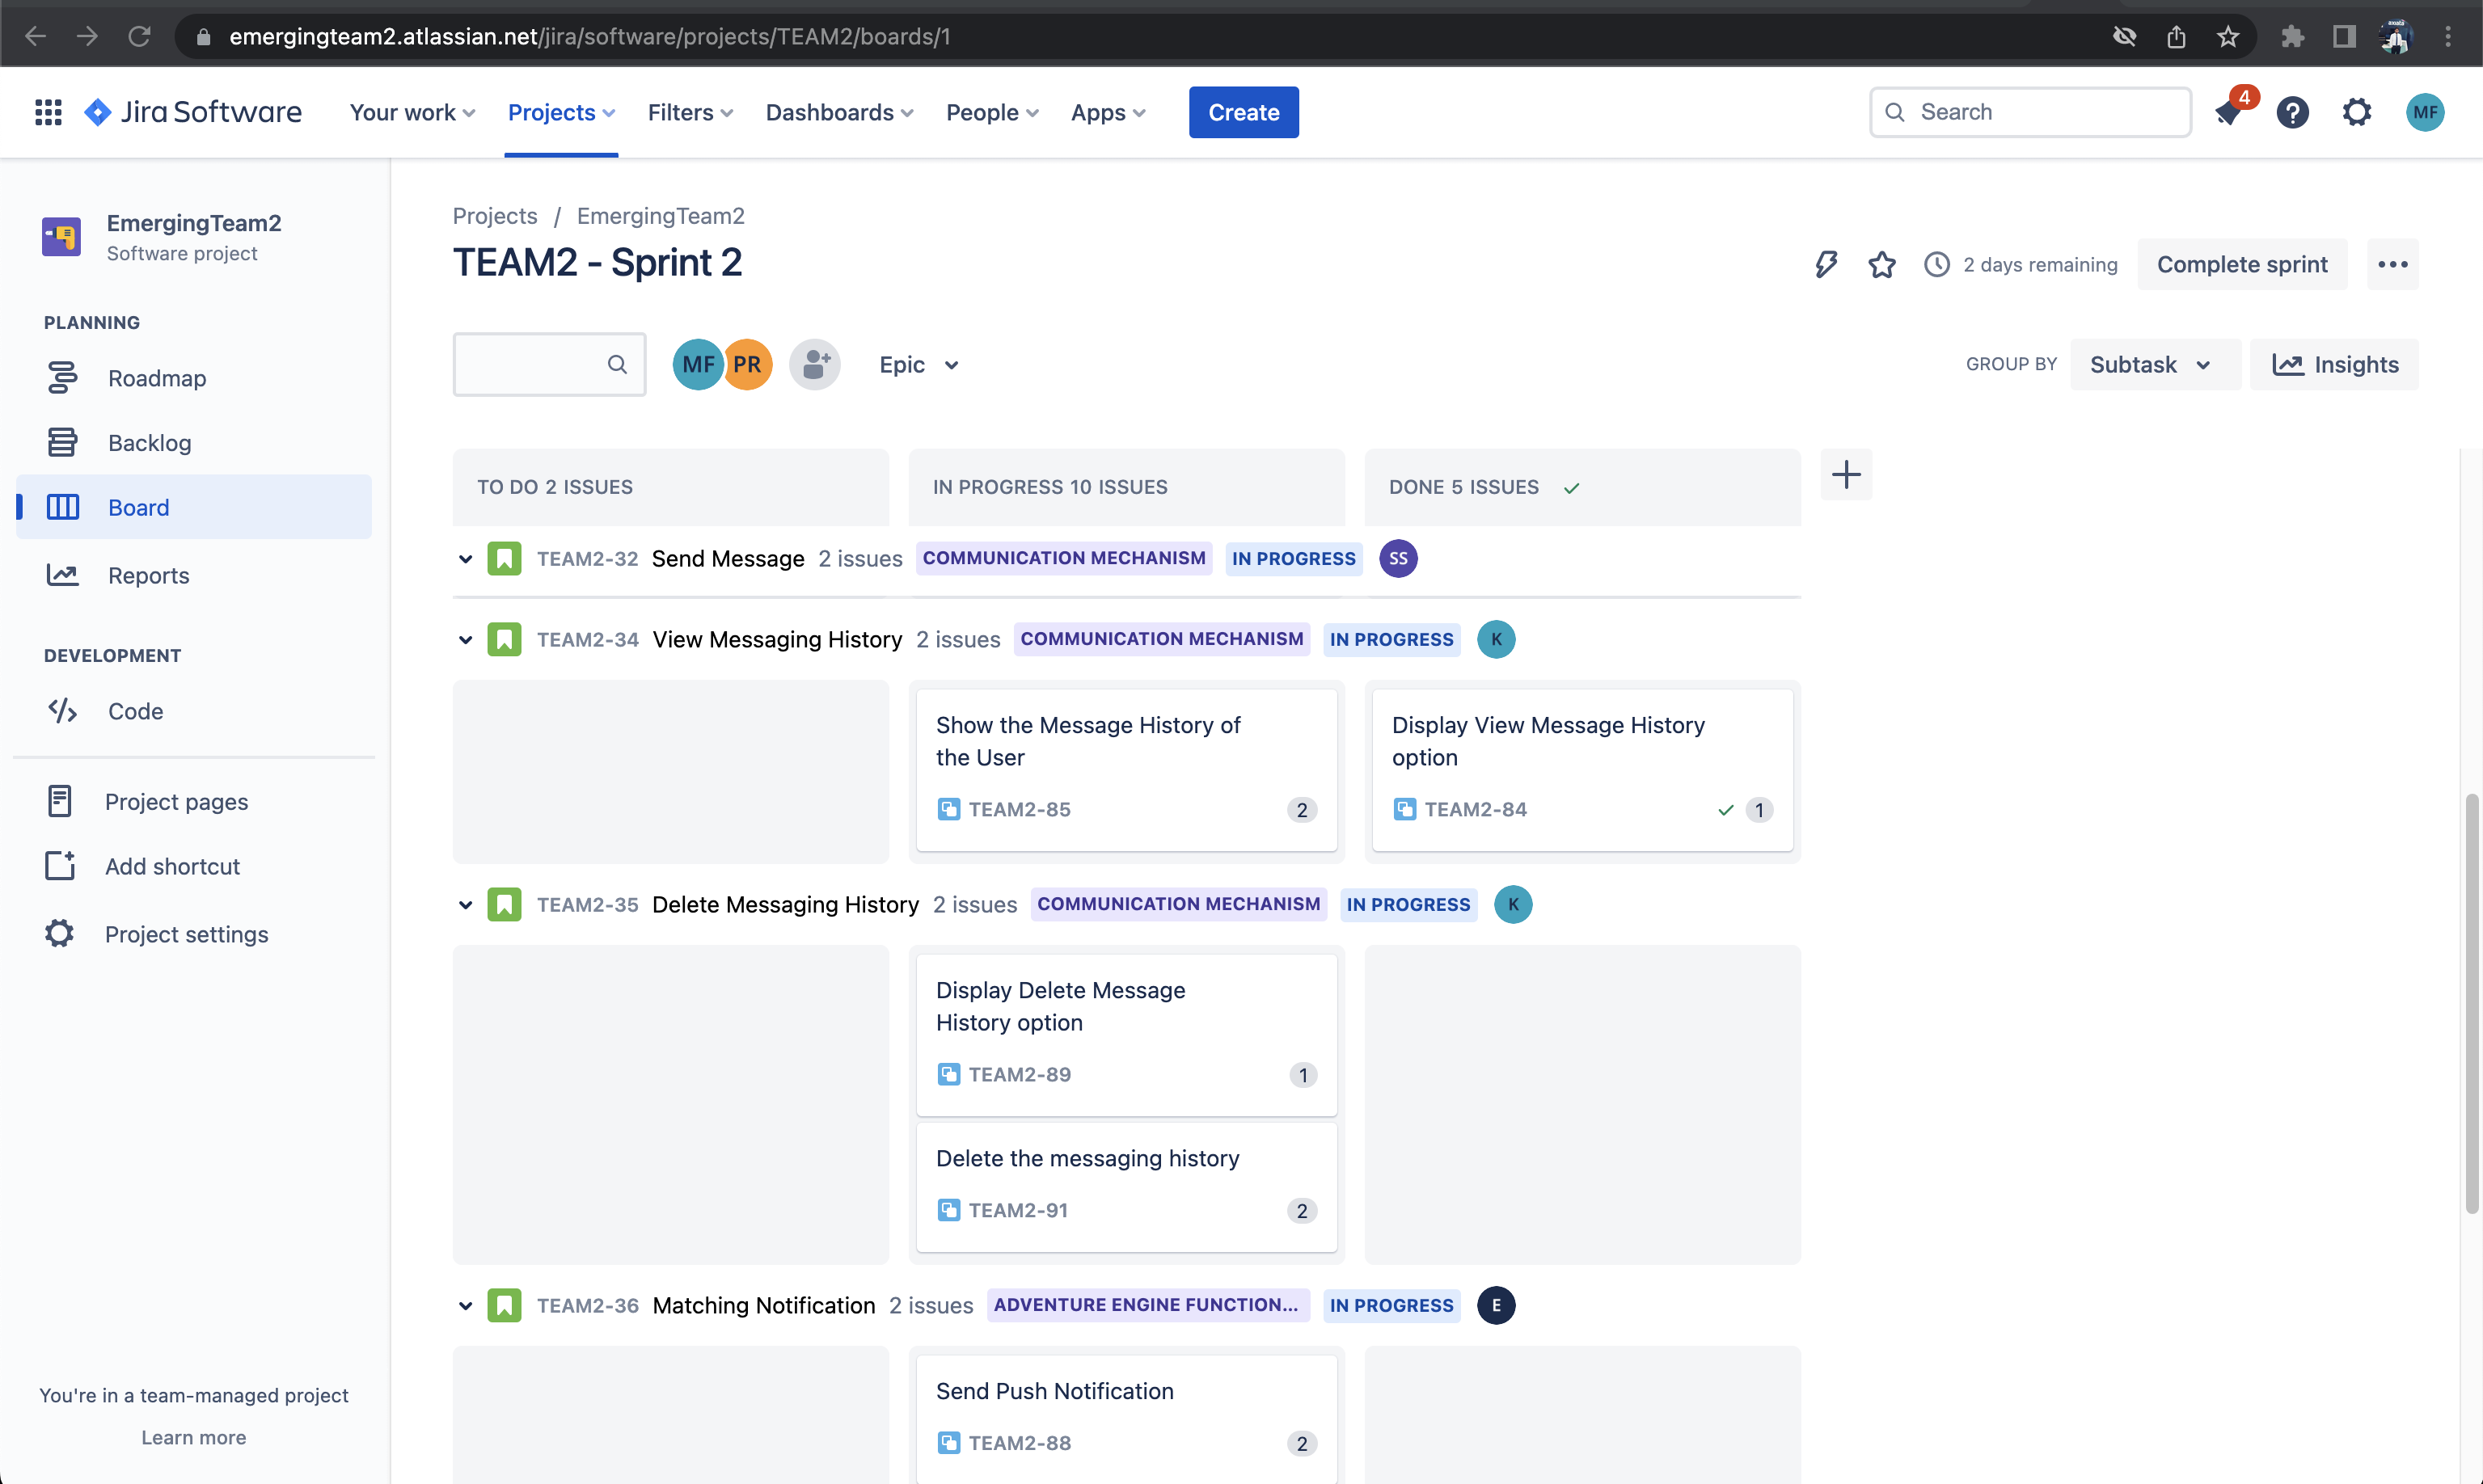 emergingteam2.atlassian.net/jira/software/projects/TEAM2/boards/1
Jira Software
Your work
Projects
Filters
Dashboards
People
Apps
Create
Search
4
MF
EmergingTeam2
Software project
PLANNING
Roadmap
Backlog
Board
Reports
DEVELOPMENT
Code
Project pages
Add shortcut
Project settings
You're in a team-managed project
Learn more
Projects / EmergingTeam2
TEAM2 - Sprint 2
2 days remaining
Complete sprint
MF PR
Epic
GROUP BY
Subtask
Insights
TO DO 2 ISSUES
IN PROGRESS 10 ISSUES
DONE 5 ISSUES
TEAM2-32 Send Message 2 issues COMMUNICATION MECHANISM IN PROGRESS SS
TEAM2-34 View Messaging History 2 issues COMMUNICATION MECHANISM IN PROGRESS K
Show the Message History of
the User
TEAM2-85 2
Display View Message History
option
TEAM2-84 1
TEAM2-35 Delete Messaging History 2 issues COMMUNICATION MECHANISM IN PROGRESS K
Display Delete Message
History option
TEAM2-89 1
Delete the messaging history
TEAM2-91 2
TEAM2-36 Matching Notification 2 issues ADVENTURE ENGINE FUNCTION... IN PROGRESS E
Send Push Notification
TEAM2-88 2